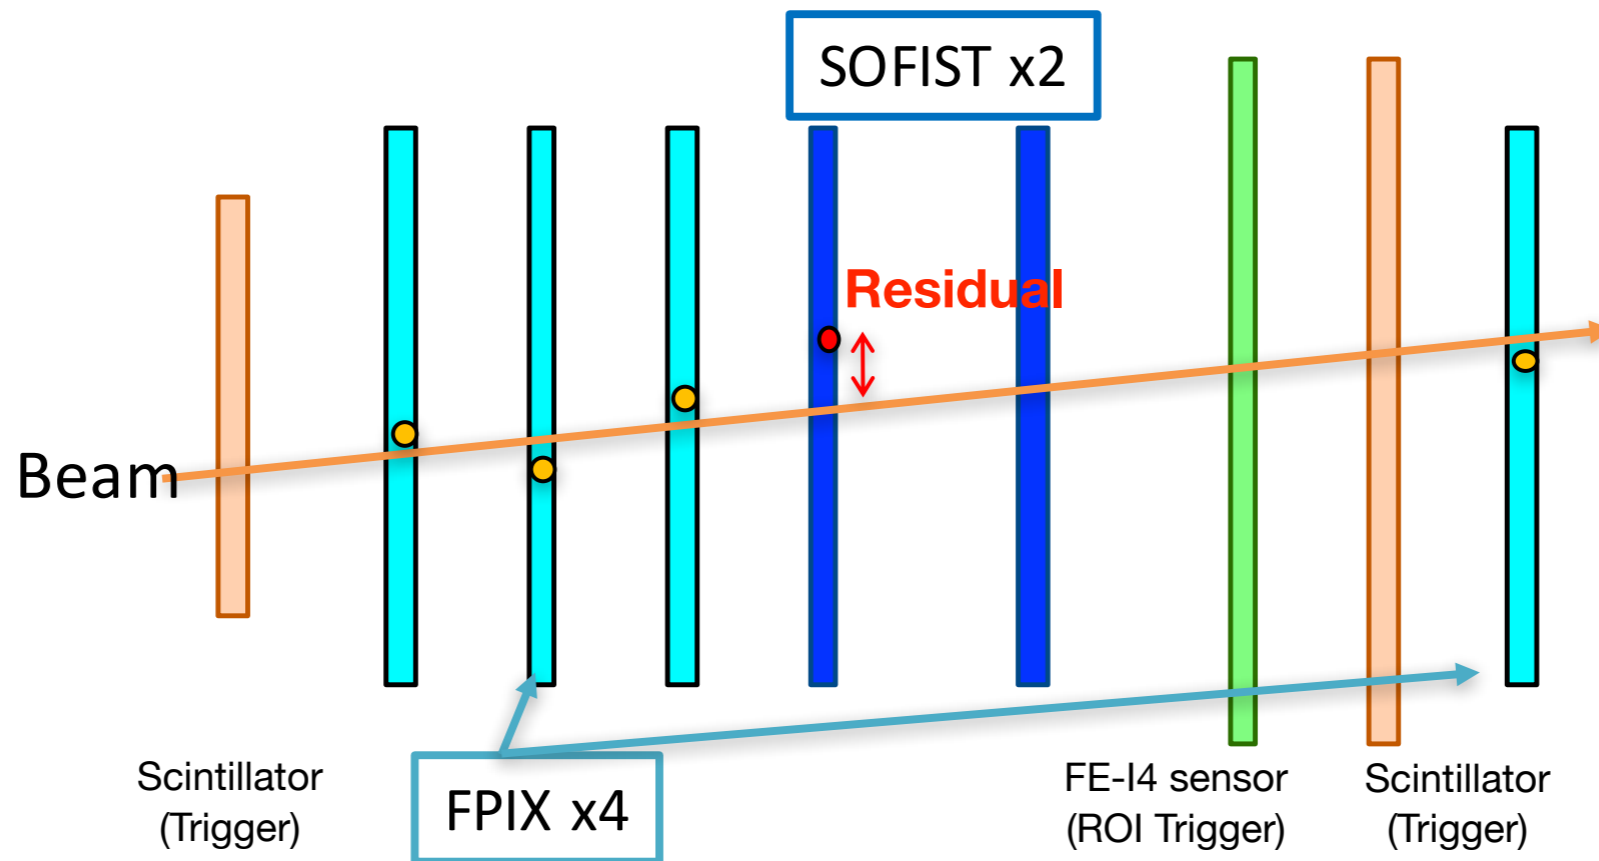 SOFIST x2
Residual
Beam
Scintillator
(Trigger)
FPIX x4
FE-I4 sensor
(ROI Trigger)
Scintillator
(Trigger)